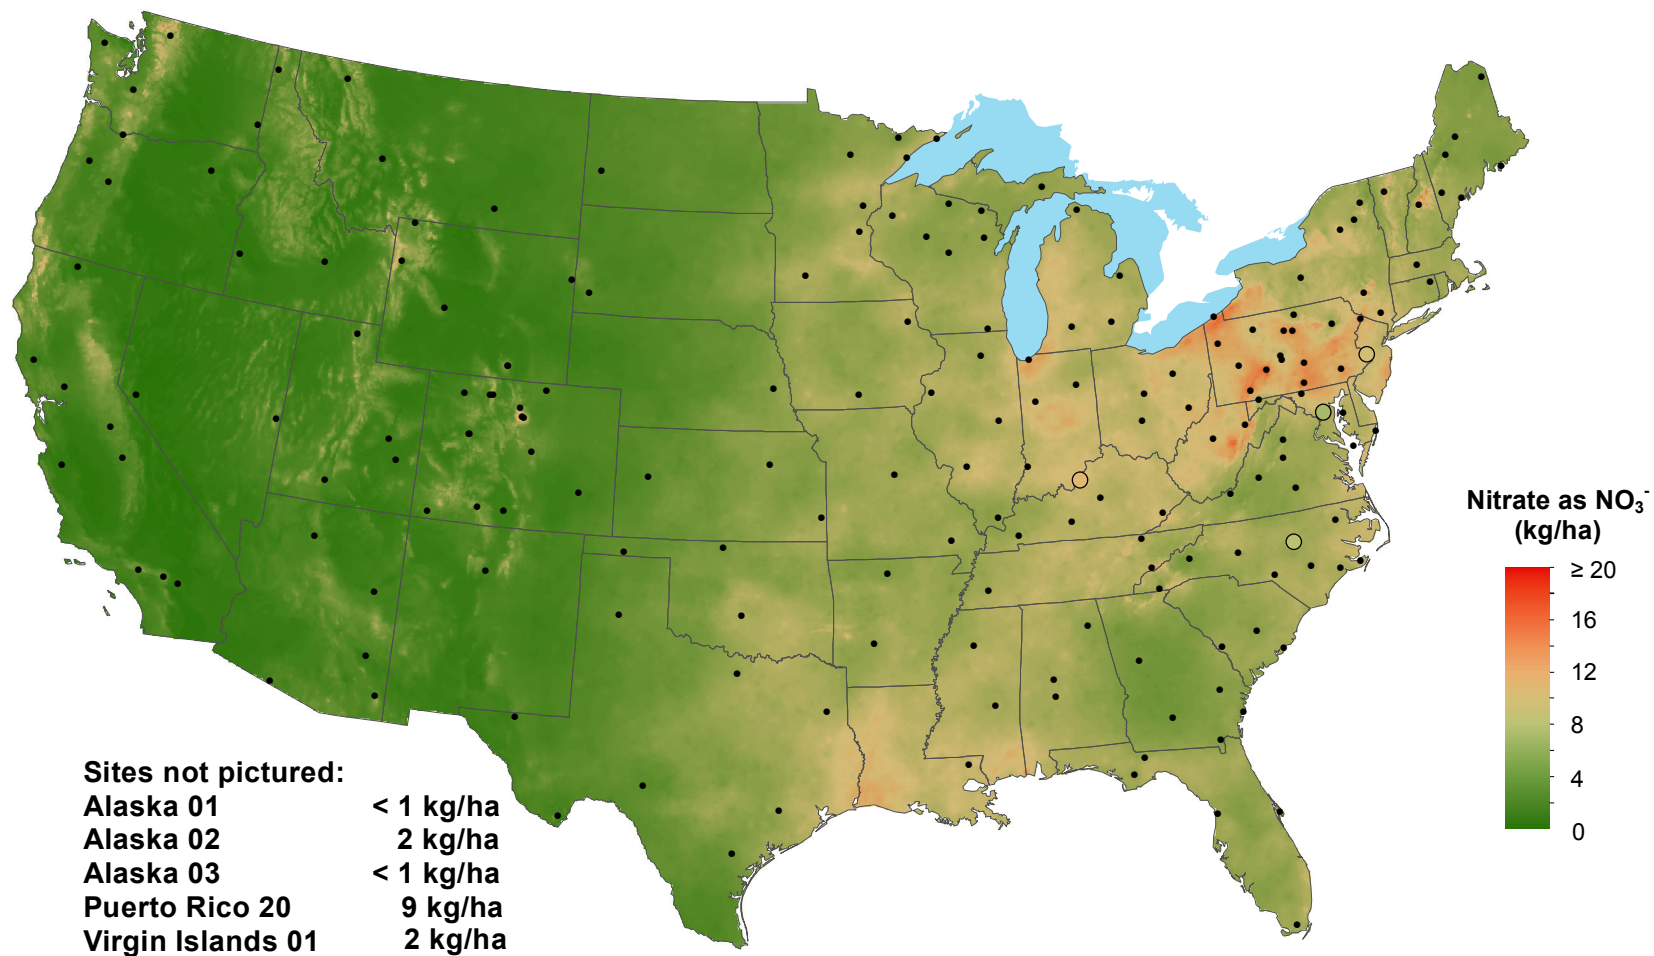 Nitrate as NO₃⁻
(kg/ha)
≥ 20
16
12
8
4
0
Sites not pictured:
Alaska 01 < 1 kg/ha
Alaska 02 2 kg/ha
Alaska 03 < 1 kg/ha
Puerto Rico 20 9 kg/ha
Virgin Islands 01 2 kg/ha